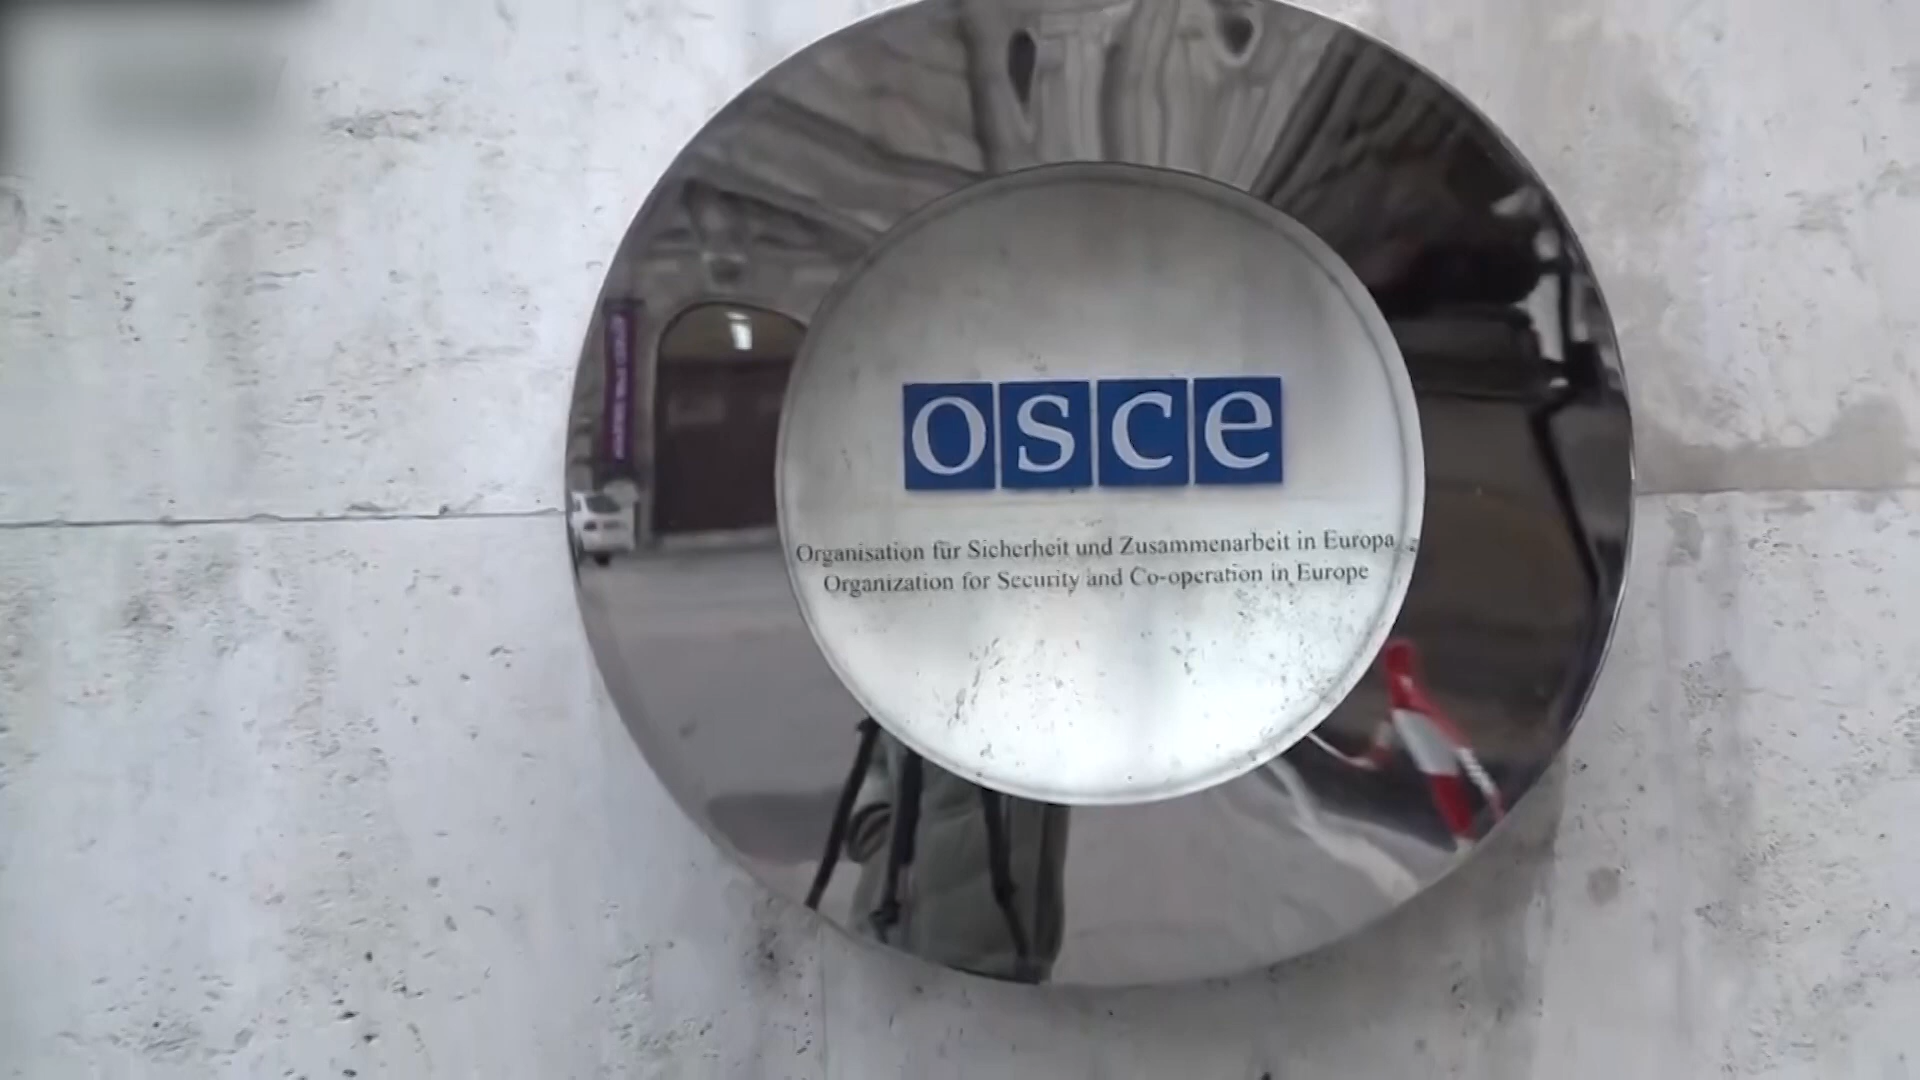 osce
Organisation für Sicherheit und Zusammenarbeit in Europa
Organization for Security and Co-operation in Europe